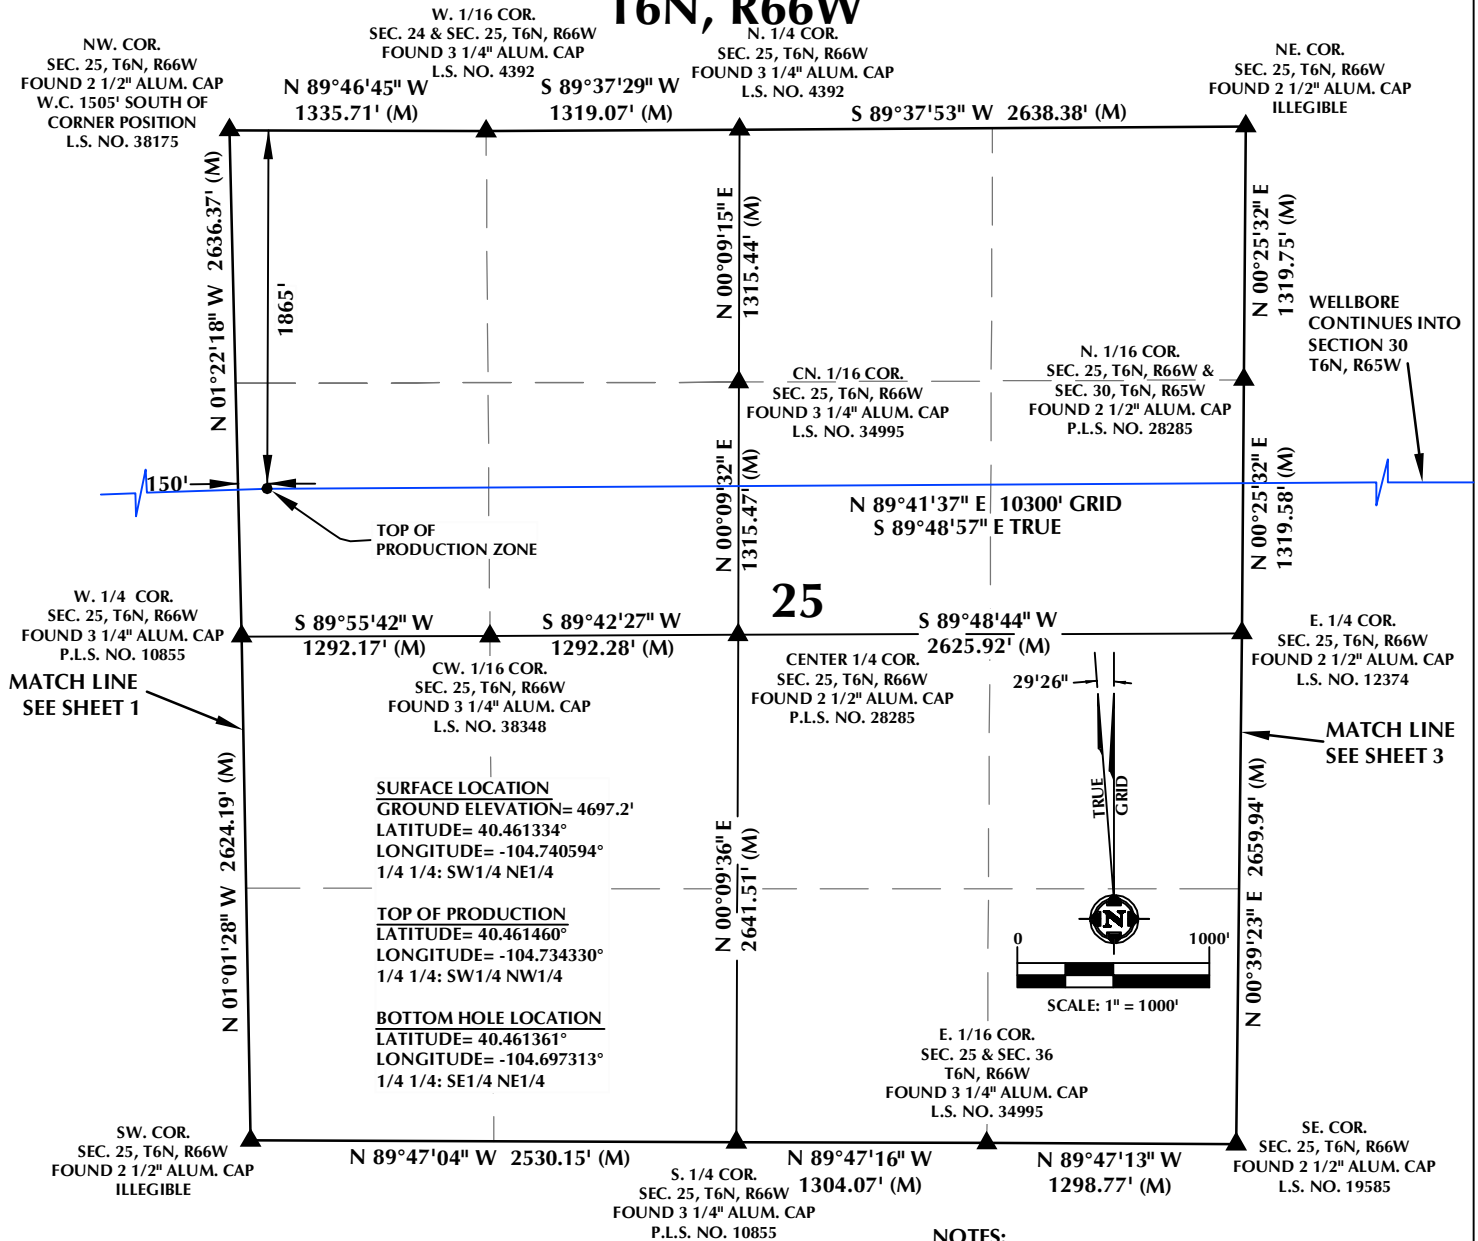 T6N, R66W
W. 1/16 COR.
SEC. 24 & SEC. 25, T6N, R66W
FOUND 3 1/4" ALUM. CAP
L.S. NO. 4392
N. 1/4 COR.
SEC. 25, T6N, R66W
FOUND 3 1/4" ALUM. CAP
L.S. NO. 4392
NW. COR.
SEC. 25, T6N, R66W
FOUND 2 1/2" ALUM. CAP
W.C. 1505' SOUTH OF
CORNER POSITION
L.S. NO. 38175
NE. COR.
SEC. 25, T6N, R66W
FOUND 2 1/2" ALUM. CAP
ILLEGIBLE
N 89°46'45" W
1335.71' (M)
S 89°37'29" W
1319.07' (M)
S 89°37'53" W 2638.38' (M)
N 01°22'18" W 2636.37' (M)
1865'
N 00°09'15" E
1315.44' (M)
N 00°25'32" E
1319.75' (M)
WELLBORE
CONTINUES INTO
SECTION 30
T6N, R65W
CN. 1/16 COR.
SEC. 25, T6N, R66W
FOUND 3 1/4" ALUM. CAP
L.S. NO. 34995
N. 1/16 COR.
SEC. 25, T6N, R66W &
SEC. 30, T6N, R65W
FOUND 2 1/2" ALUM. CAP
P.L.S. NO. 28285
150'
TOP OF
PRODUCTION ZONE
N 00°09'32" E
1315.47' (M)
N 89°41'37" E 10300' GRID
S 89°48'57" E TRUE
N 00°25'32" E
1319.58' (M)
W. 1/4 COR.
SEC. 25, T6N, R66W
FOUND 3 1/4" ALUM. CAP
P.L.S. NO. 10855
S 89°55'42" W
1292.17' (M)
S 89°42'27" W
1292.28' (M)
25
S 89°48'44" W
2625.92' (M)
E. 1/4 COR.
SEC. 25, T6N, R66W
FOUND 2 1/2" ALUM. CAP
L.S. NO. 12374
MATCH LINE
SEE SHEET 1
CW. 1/16 COR.
SEC. 25, T6N, R66W
FOUND 3 1/4" ALUM. CAP
L.S. NO. 38348
CENTER 1/4 COR.
SEC. 25, T6N, R66W
FOUND 2 1/2" ALUM. CAP
P.L.S. NO. 28285
29'26"
MATCH LINE
SEE SHEET 3
TRUE
GRID
N
N 01°01'28" W 2624.19' (M)
SURFACE LOCATION
GROUND ELEVATION= 4697.2'
LATITUDE= 40.461334°
LONGITUDE= -104.740594°
1/4 1/4: SW1/4 NE1/4
TOP OF PRODUCTION
LATITUDE= 40.461460°
LONGITUDE= -104.734330°
1/4 1/4: SW1/4 NW1/4
BOTTOM HOLE LOCATION
LATITUDE= 40.461361°
LONGITUDE= -104.697313°
1/4 1/4: SE1/4 NE1/4
N 00°09'36" E
2641.51' (M)
N 00°39'23" E 2659.94' (M)
0 1000'
SCALE: 1" = 1000'
E. 1/16 COR.
SEC. 25 & SEC. 36
T6N, R66W
FOUND 3 1/4" ALUM. CAP
L.S. NO. 34995
SW. COR.
SEC. 25, T6N, R66W
FOUND 2 1/2" ALUM. CAP
ILLEGIBLE
N 89°47'04" W 2530.15' (M)
S. 1/4 COR.
SEC. 25, T6N, R66W
FOUND 3 1/4" ALUM. CAP
P.L.S. NO. 10855
N 89°47'16" W
1304.07' (M)
N 89°47'13" W
1298.77' (M)
SE. COR.
SEC. 25, T6N, R66W
FOUND 2 1/2" ALUM. CAP
L.S. NO. 19585
NOTES: